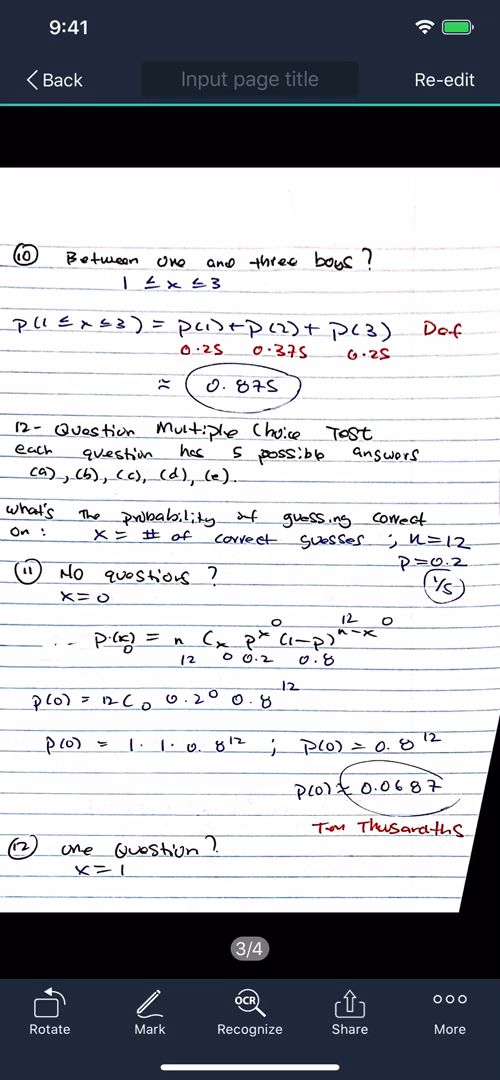 9:41
Back
Input page title
Re-edit
10 Between one and three boys?
1 ≤ x ≤ 3
P(1 ≤ x ≤ 3) = P(1) + P(2) + P(3) Def
0.25 0.375 0.25
≈ 0.875
12-Question Multiple Choice Test
each question has 5 possible answers
(a), (b), (c), (d), (e).
What's the probability of guessing correct
on: x = # of correct guesses ; n=12
P=0.2
1/5
11 No questions?
x=0
0 12 0
P(x) = n Cx p^x (1-p)^n-x
0 12 0 0.2 0.8
P(0) = 12C0 0.2^0 0.8^12
P(0) = 1. 1. 0.8^12 ; P(0) = 0.8^12
P(0) ≈ 0.0687
Ten Thusandths
12 one Question?
x=1
3/4
OCR
Rotate Mark Recognize Share More